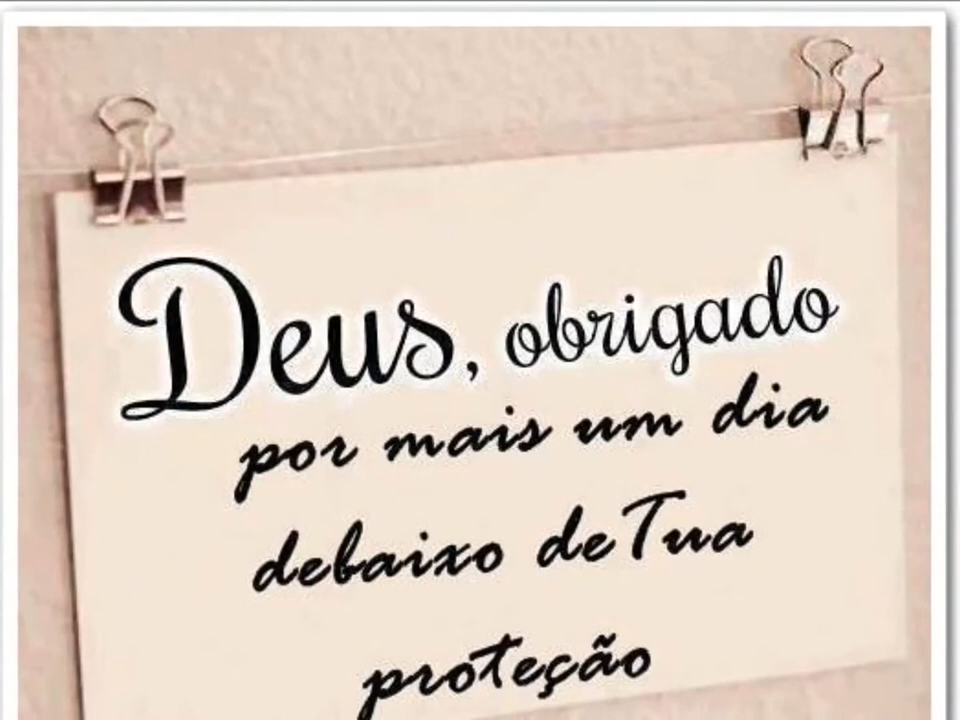 Deus, obrigado
por mais um dia
debaixo de Tua
proteção